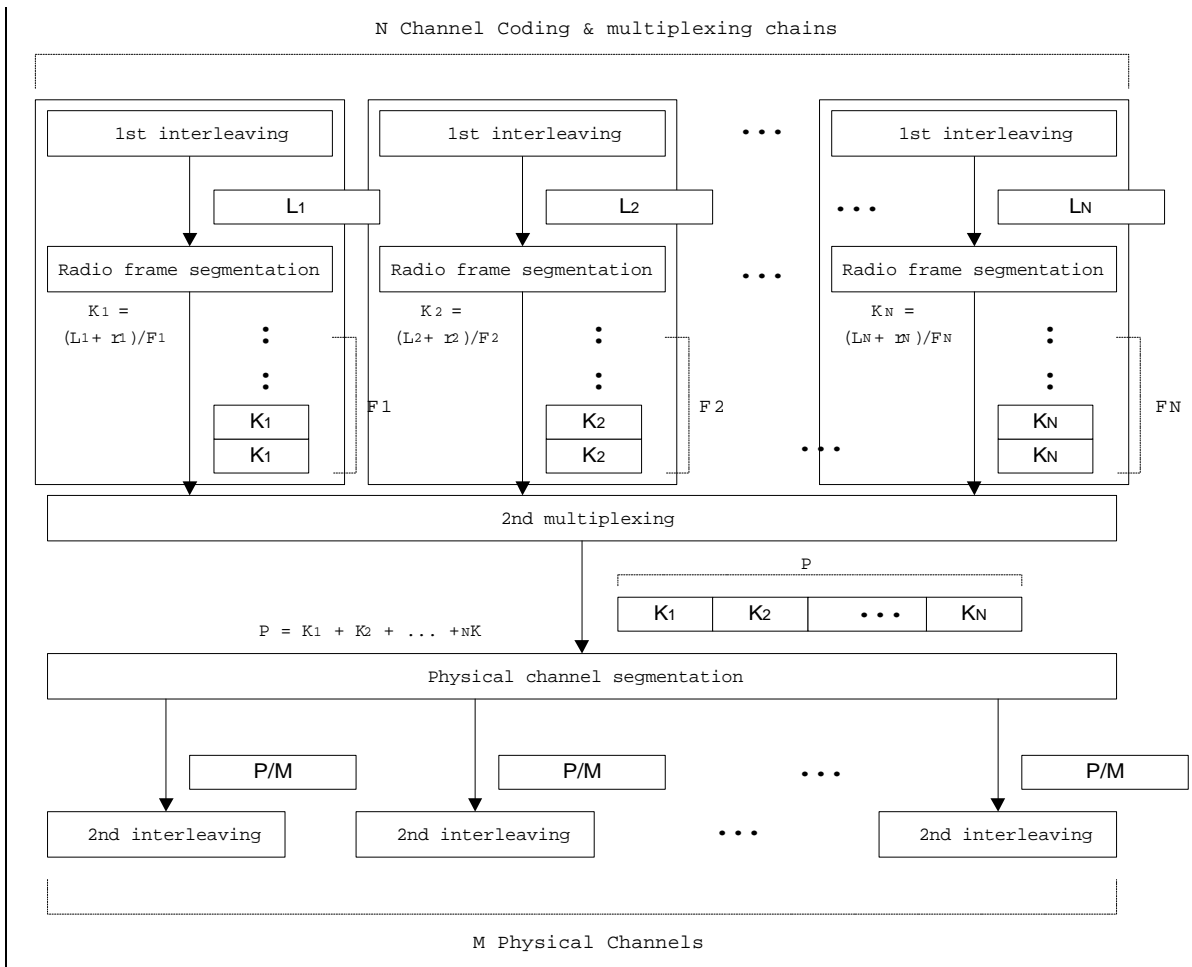 N Channel Coding & multiplexing chains
1st interleaving 1st interleaving ••• 1st interleaving
L1 L2 ••• LN
Radio frame segmentation Radio frame segmentation ••• Radio frame segmentation
K1 = K2 = KN =
(L1+ r1)/F1 (L2+ r2)/F2 (LN+ rN)/FN
F1 F2 FN
K1 K2 KN
K1 K2 ••• KN
2nd multiplexing
P
K1 K2 ••• KN
P = K1 + K2 + ... +NK
Physical channel segmentation
P/M P/M ••• P/M
2nd interleaving 2nd interleaving ••• 2nd interleaving
M Physical Channels